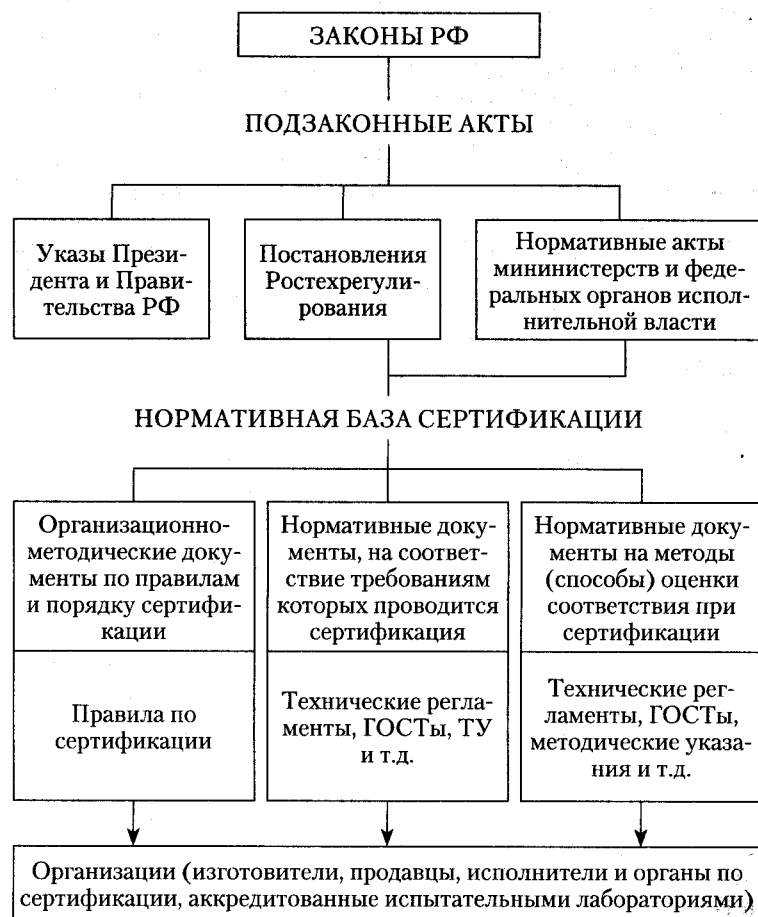 ЗАКОНЫ РФ
ПОДЗАКОННЫЕ АКТЫ
Указы Прези-
дента и Прави-
тельства РФ
Постановления
Ростехрегули-
рования
Нормативные акты
мининистерств и феде-
ральных органов испол-
нительной власти
НОРМАТИВНАЯ БАЗА СЕРТИФИКАЦИИ
Организационно-
методические доку-
менты по правилам
и порядку сертифи-
кации
Правила по
сертификации
Нормативные доку-
менты, на соответ-
ствие требованиям
которых проводится
сертификация
Технические регла-
менты, ГОСТы, ТУ
и т.д.
Нормативные доку-
менты на методы
(способы) оценки
соответствия при
сертификации
Технические рег-
ламенты, ГОСТы,
методические указа-
ния и т.д.
Организации (изготовители, продавцы, исполнители и органы по
сертификации, аккредитованные испытательными лабораториями)